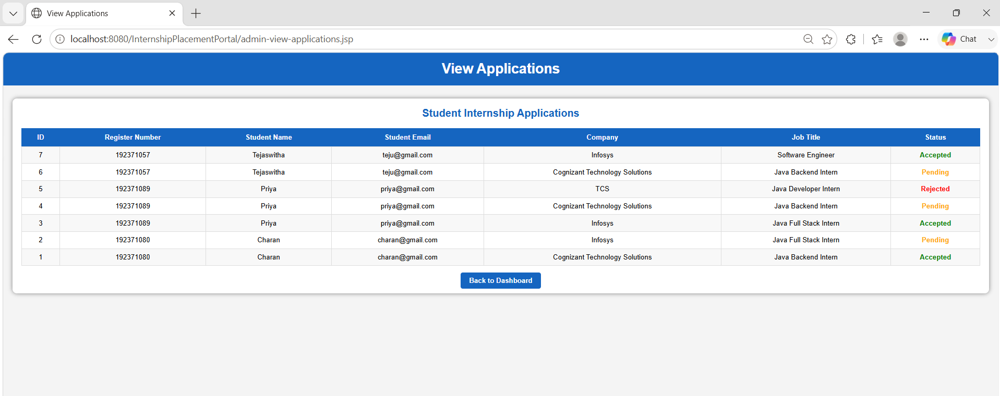 View Applications
localhost:8080/InternshipPlacementPortal/admin-view-applications.jsp
Chat
View Applications
Student Internship Applications
ID Register Number Student Name Student Email Company Job Title Status
7 192371057 Tejaswitha teju@gmail.com Infosys Software Engineer Accepted
6 192371057 Tejaswitha teju@gmail.com Cognizant Technology Solutions Java Backend Intern Pending
5 192371089 Priya priya@gmail.com TCS Java Developer Intern Rejected
4 192371089 Priya priya@gmail.com Cognizant Technology Solutions Java Backend Intern Pending
3 192371089 Priya priya@gmail.com Infosys Java Full Stack Intern Accepted
2 192371080 Charan charan@gmail.com Infosys Java Full Stack Intern Pending
1 192371080 Charan charan@gmail.com Cognizant Technology Solutions Java Backend Intern Accepted
Back to Dashboard